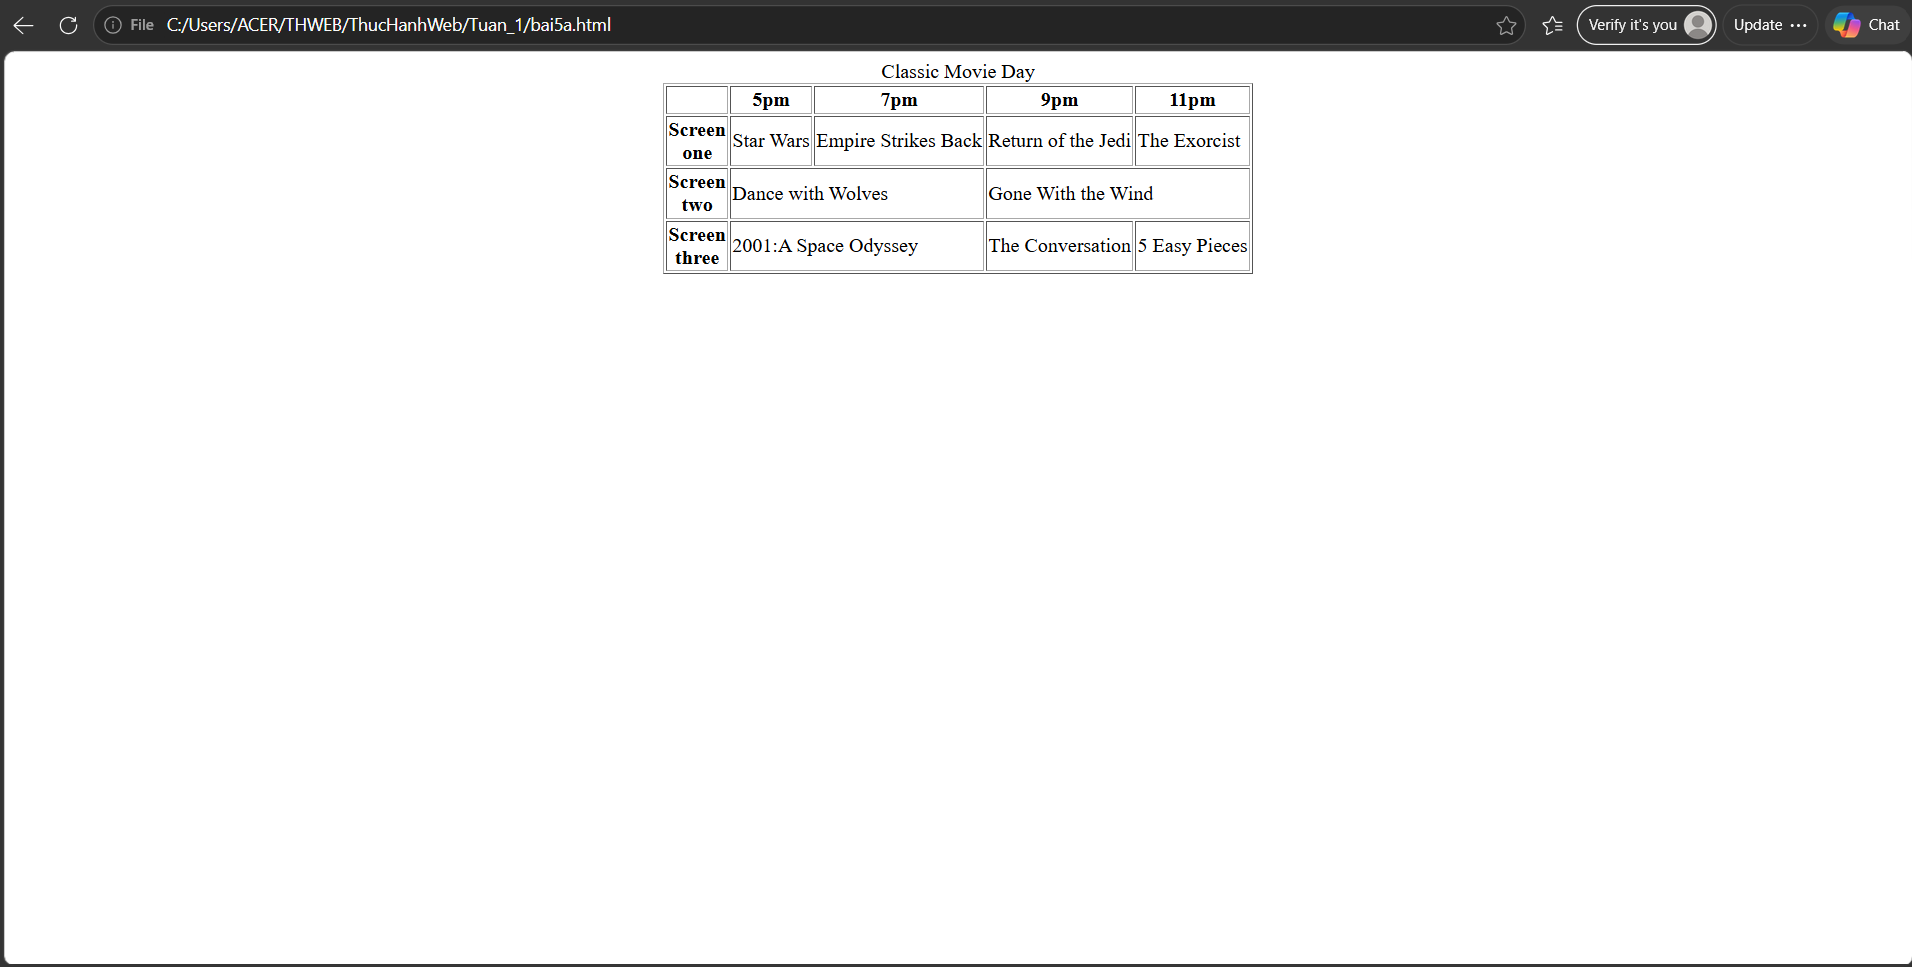 File C:/Users/ACER/THWEB/ThucHanhWeb/Tuan_1/bai5a.html Verify it's you Update Chat
Classic Movie Day
5pm 7pm 9pm 11pm
Screen one Star Wars Empire Strikes Back Return of the Jedi The Exorcist
Screen two Dance with Wolves Gone With the Wind
Screen three 2001:A Space Odyssey The Conversation 5 Easy Pieces